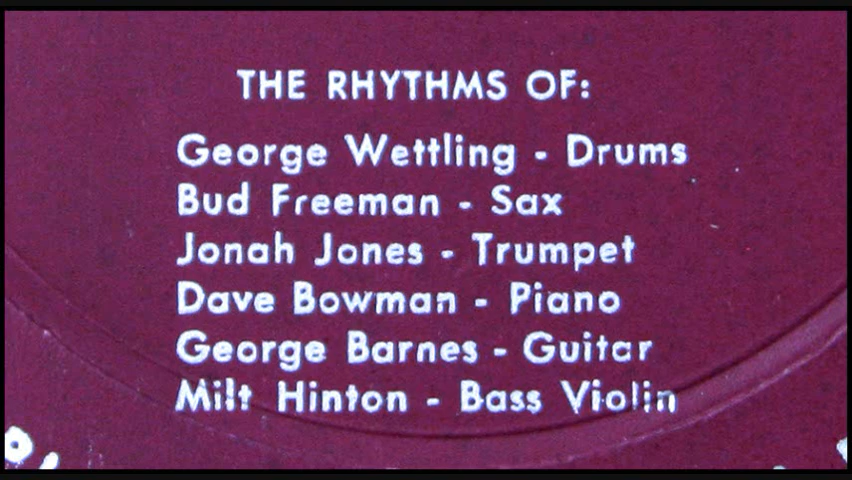 THE RHYTHMS OF:
George Wettling - Drums
Bud Freeman - Sax
Jonah Jones - Trumpet
Dave Bowman - Piano
George Barnes - Guitar
Milt Hinton - Bass Violin